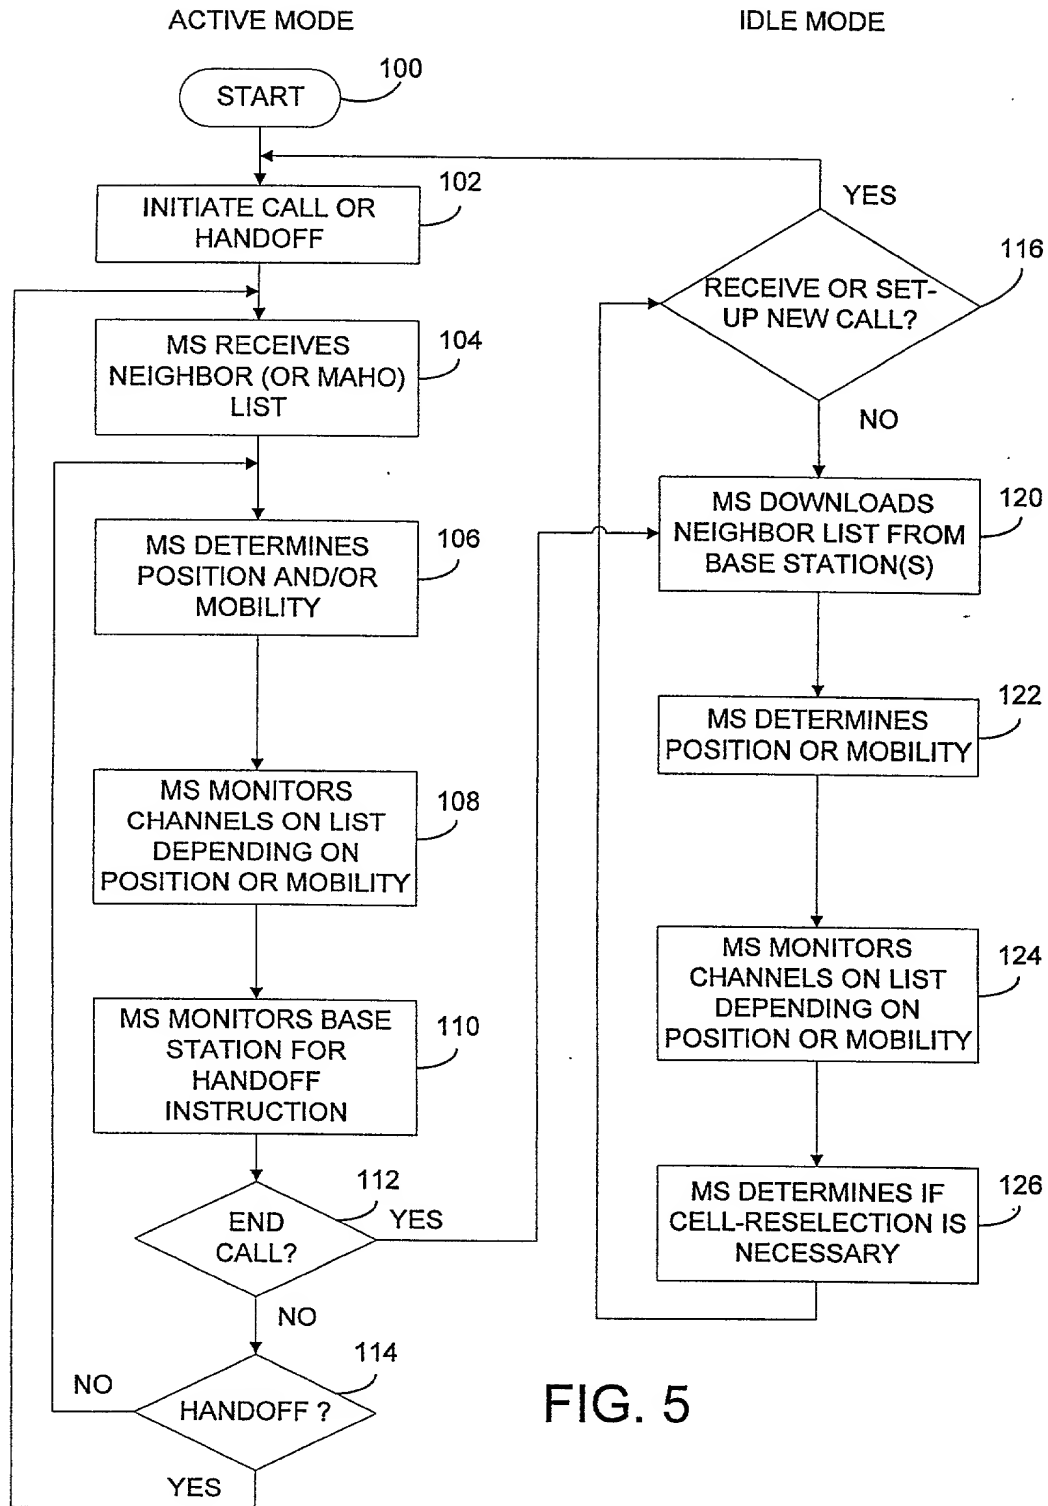 ACTIVE MODE
IDLE MODE
START
100
INITIATE CALL OR
HANDOFF
102
MS RECEIVES
NEIGHBOR (OR MAHO)
LIST
104
MS DETERMINES
POSITION AND/OR
MOBILITY
106
MS MONITORS
CHANNELS ON LIST
DEPENDING ON
POSITION OR MOBILITY
108
MS MONITORS BASE
STATION FOR
HANDOFF
INSTRUCTION
110
END
CALL?
112
YES
NO
HANDOFF ?
114
NO
YES
YES
RECEIVE OR SET-
UP NEW CALL?
116
NO
MS DOWNLOADS
NEIGHBOR LIST FROM
BASE STATION(S)
120
MS DETERMINES
POSITION OR MOBILITY
122
MS MONITORS
CHANNELS ON LIST
DEPENDING ON
POSITION OR MOBILITY
124
MS DETERMINES IF
CELL-RESELECTION IS
NECESSARY
126
FIG. 5